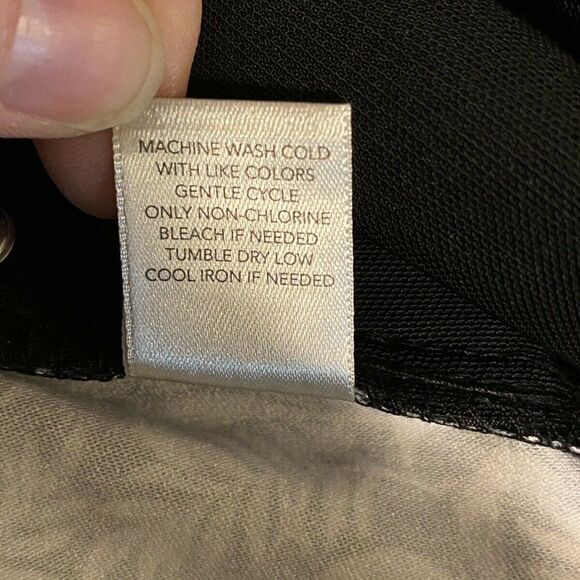 MACHINE WASH COLD
WITH LIKE COLORS
GENTLE CYCLE
ONLY NON-CHLORINE
BLEACH IF NEEDED
TUMBLE DRY LOW
COOL IRON IF NEEDED